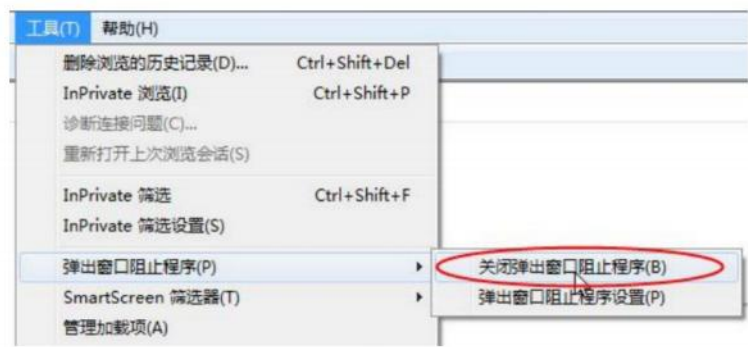 工具(T) 帮助(H)
删除浏览的历史记录(D)... Ctrl+Shift+Del
InPrivate 浏览(I) Ctrl+Shift+P
诊断连接问题(C)...
重新打开上次浏览会话(S)
InPrivate 筛选 Ctrl+Shift+F
InPrivate 筛选设置(S)
弹出窗口阻止程序(P)
关闭弹出窗口阻止程序(B)
SmartScreen 筛选器(T)
弹出窗口阻止程序设置(P)
管理加载项(A)